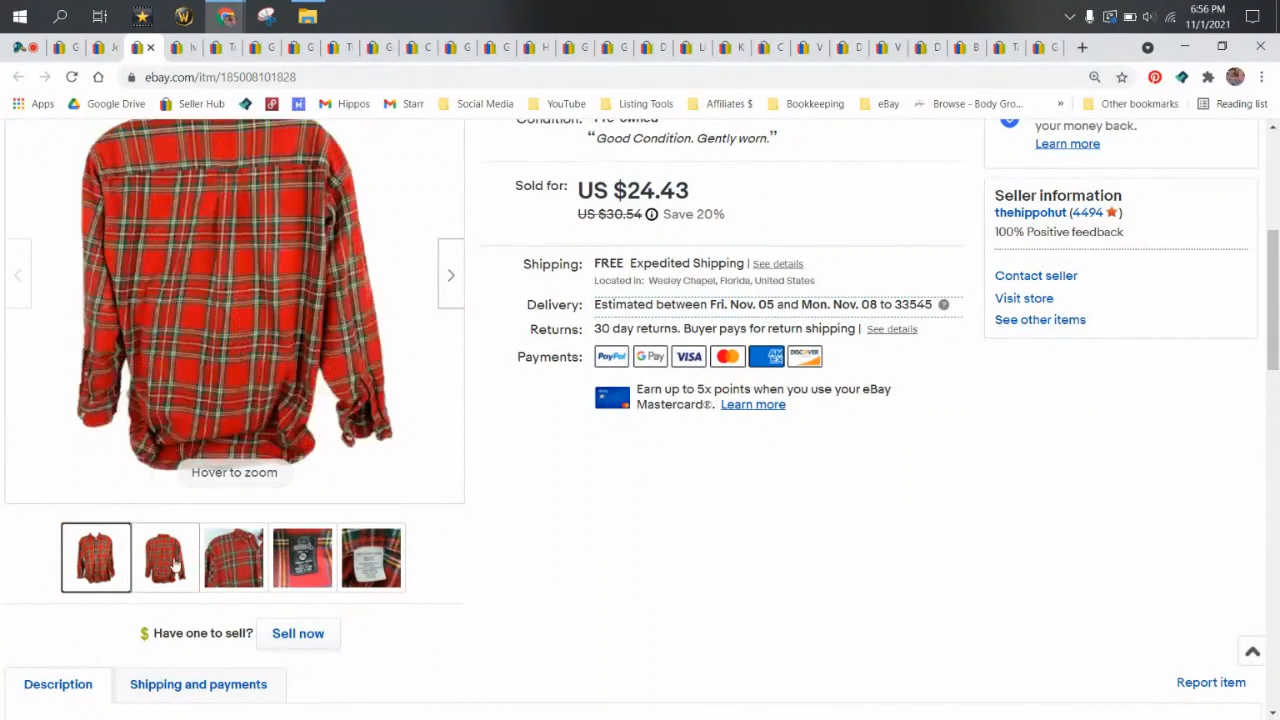 6:56 PM
11/1/2021
ebay.com/itm/185008101828
Apps
Google Drive
Seller Hub
Hippos
Starr
Social Media
YouTube
Listing Tools
Affiliates $
Bookkeeping
eBay
Browse - Body Gro...
»
Other bookmarks
Reading list
Condition: Pre-owned
“Good Condition. Gently worn.”
Sold for: US $24.43
US $30.54 Save 20%
Shipping: FREE Expedited Shipping | See details
Located in: Wesley Chapel, Florida, United States
Delivery: Estimated between Fri. Nov. 05 and Mon. Nov. 08 to 33545
Returns: 30 day returns. Buyer pays for return shipping | See details
Payments: PayPal G Pay VISA DISCOVER
Earn up to 5x points when you use your eBay
Mastercard®. Learn more
your money back.
Learn more
Seller information
thehippohut (4494 )
100% Positive feedback
Contact seller
Visit store
See other items
Hover to zoom
$ Have one to sell? Sell now
Description
Shipping and payments
Report item